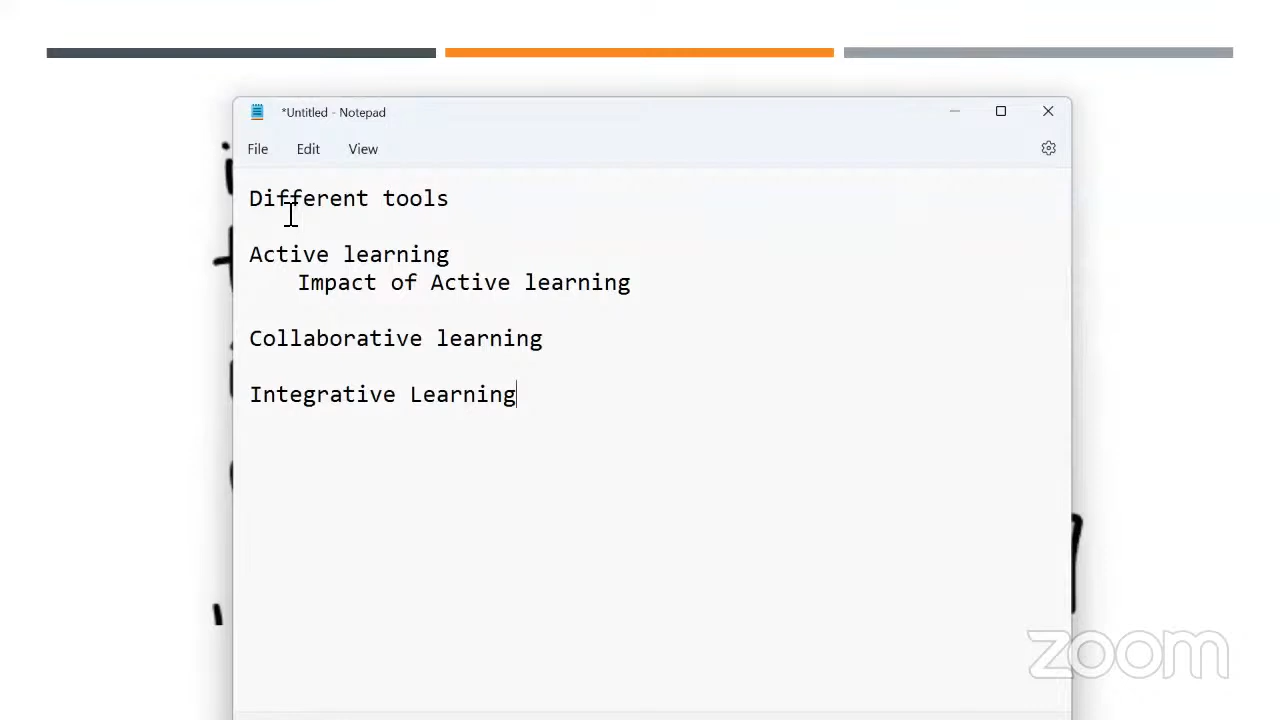 *Untitled - Notepad
File Edit View
Different tools
Active learning
Impact of Active learning
Collaborative learning
Integrative Learning
zoom